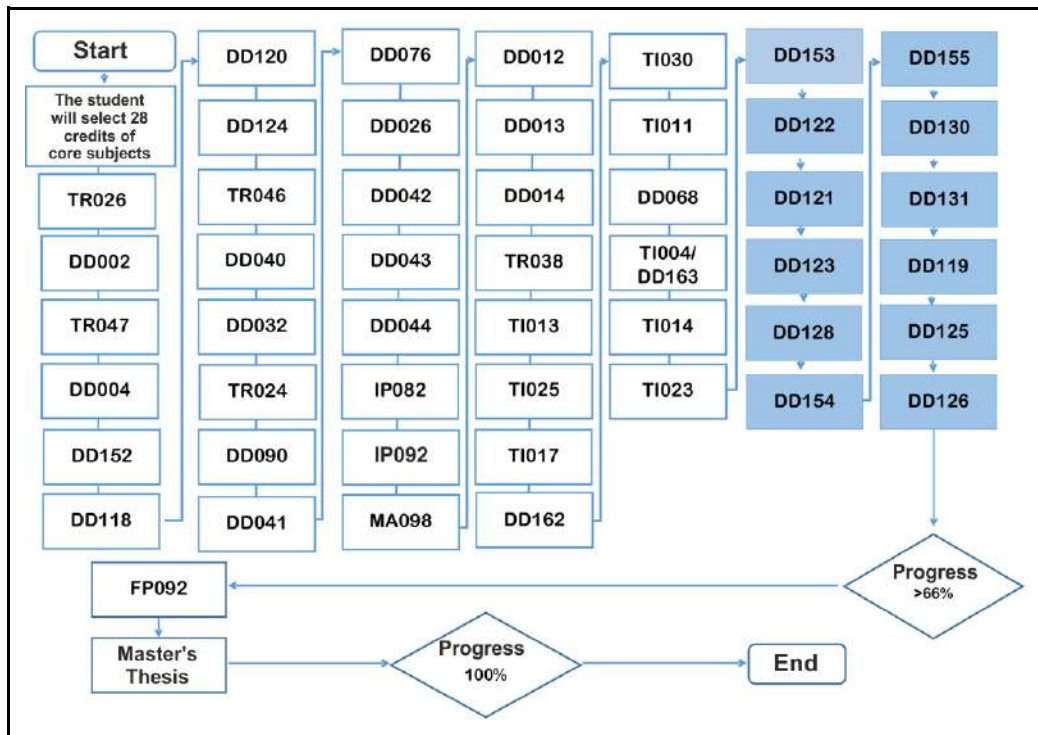 Start
The student
will select 28
credits of
core subjects
TR026
DD002
TR047
DD004
DD152
DD118
DD120
DD124
TR046
DD040
DD032
TR024
DD090
DD041
DD076
DD026
DD042
DD043
DD044
IP082
IP092
MA098
DD012
DD013
DD014
TR038
TI013
TI025
TI017
DD162
TI030
TI011
DD068
TI004/
DD163
TI014
TI023
DD153
DD122
DD121
DD123
DD128
DD154
DD155
DD130
DD131
DD119
DD125
DD126
Progress
>66%
FP092
Master's
Thesis
Progress
100%
End